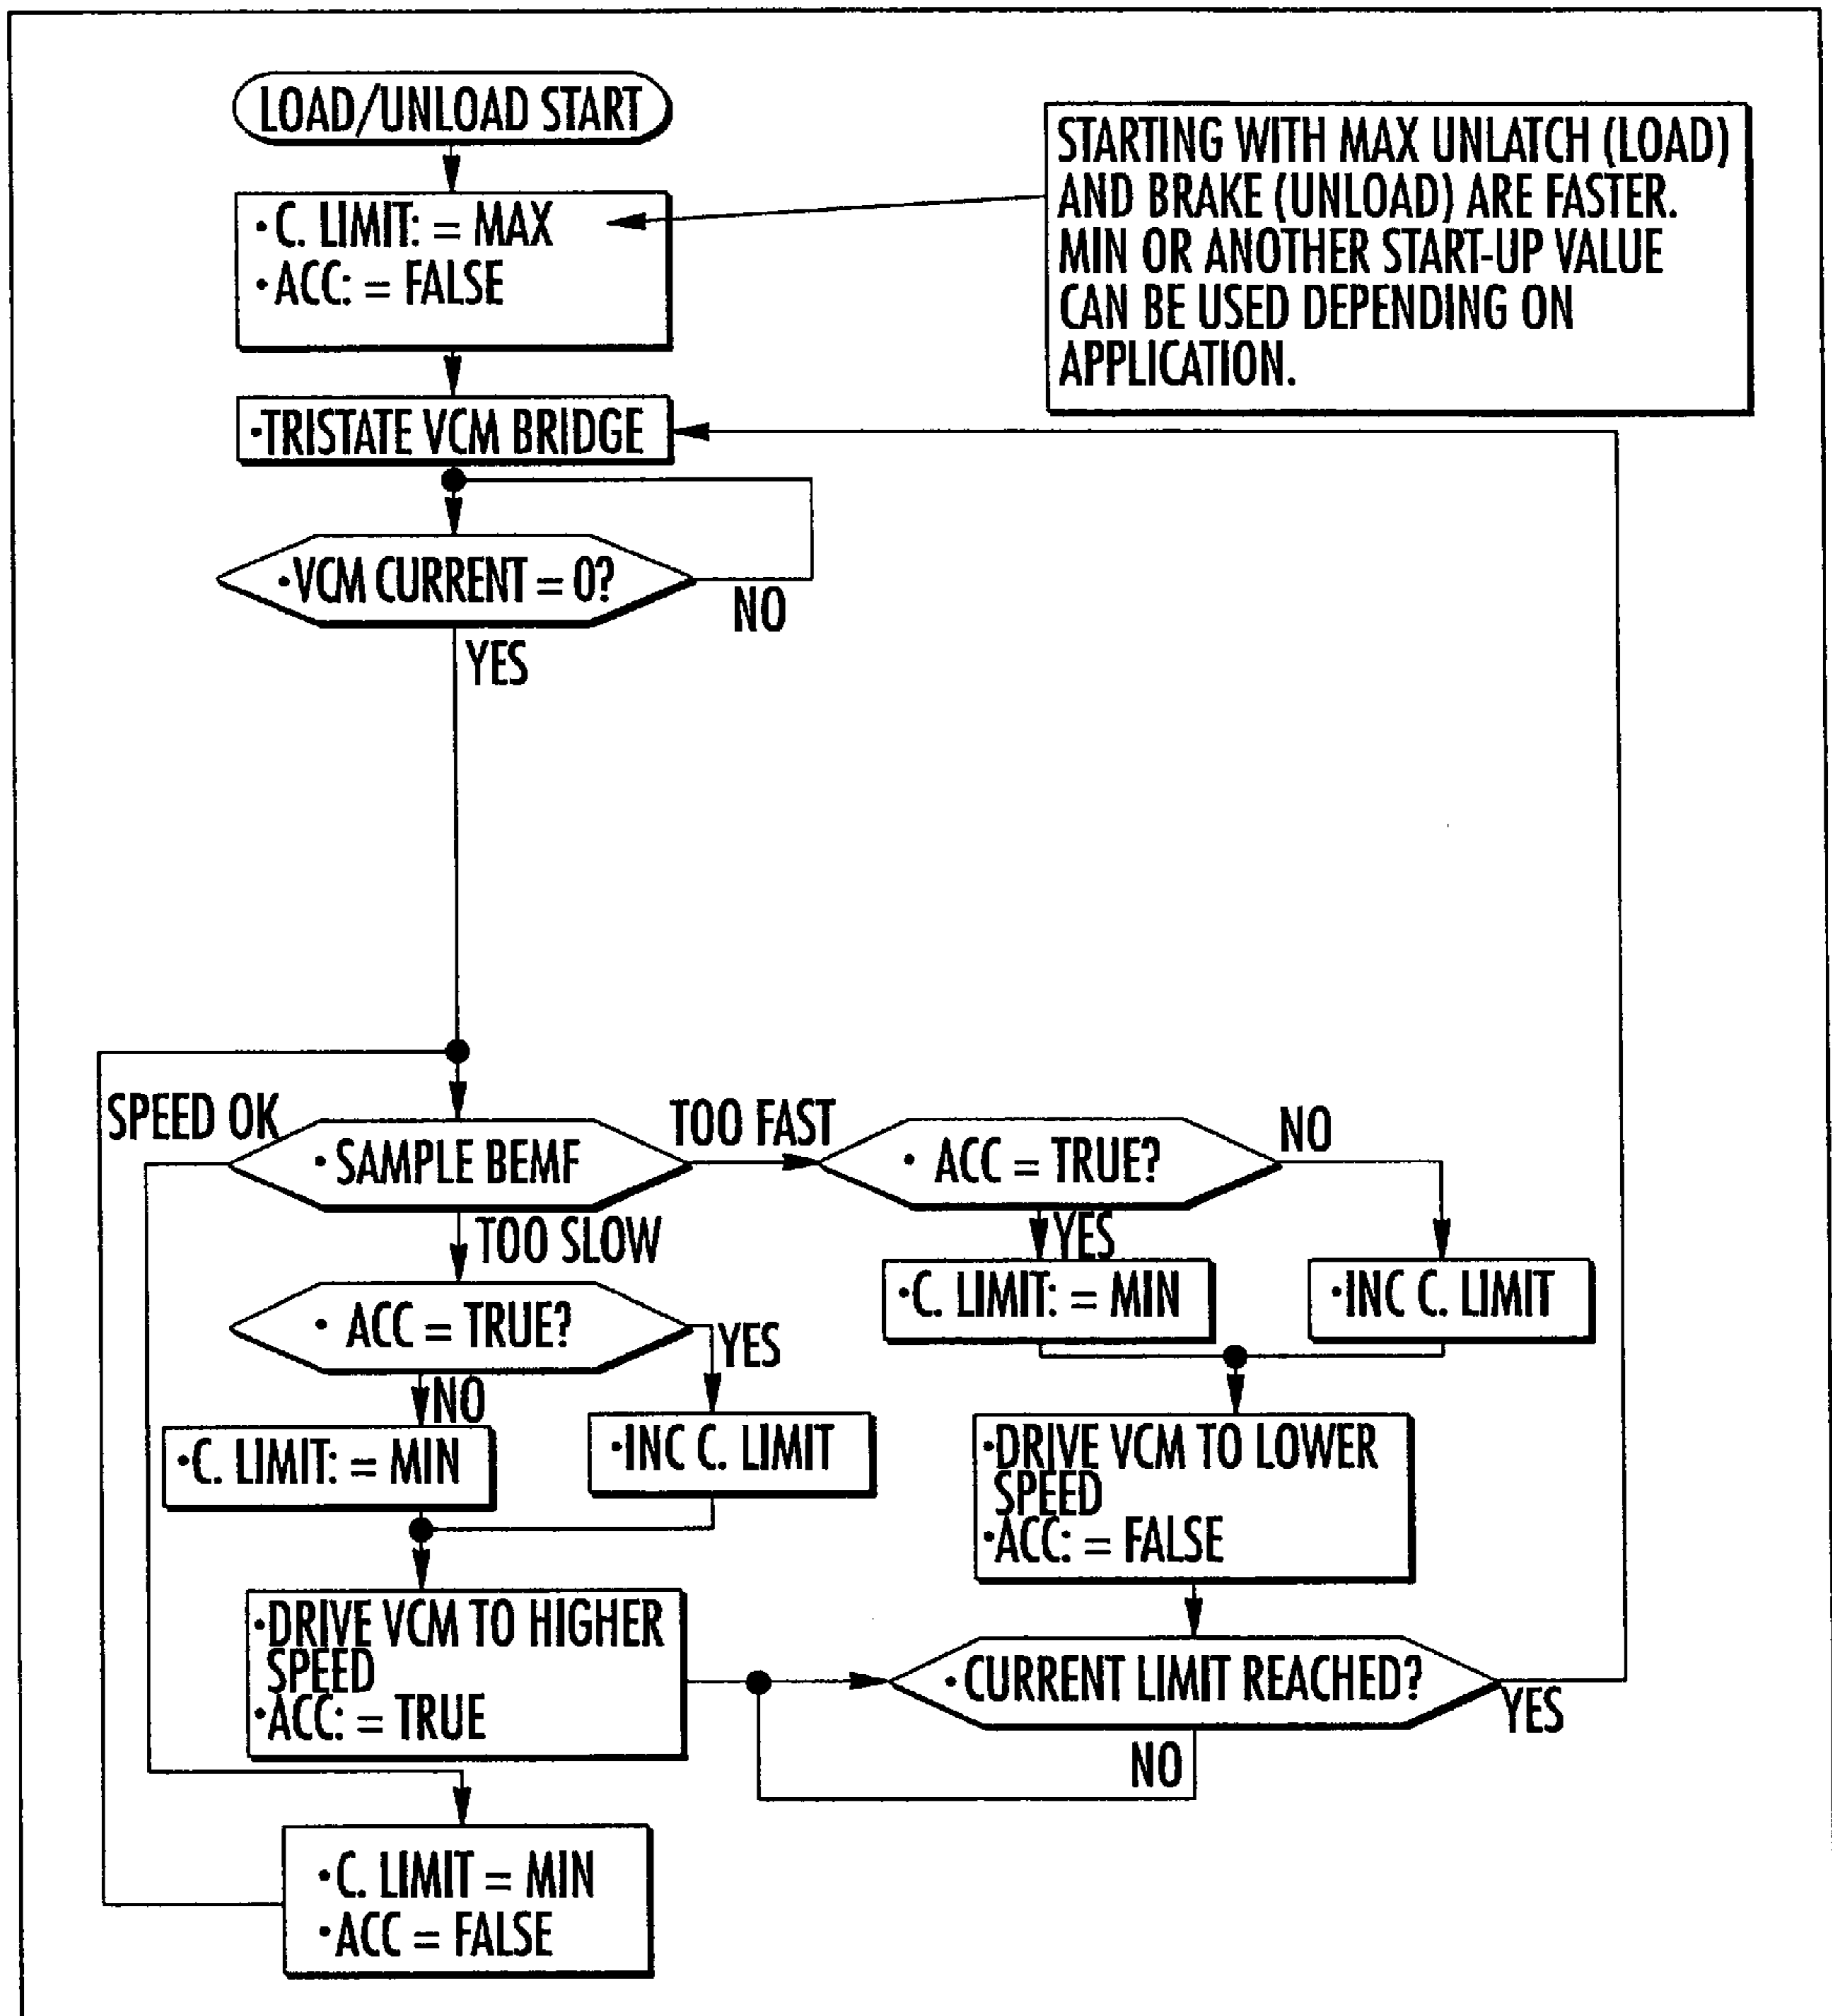 LOAD/UNLOAD START
·C. LIMIT: = MAX
·ACC: = FALSE
STARTING WITH MAX UNLATCH (LOAD)
AND BRAKE (UNLOAD) ARE FASTER.
MIN OR ANOTHER START-UP VALUE
CAN BE USED DEPENDING ON
APPLICATION.
·TRISTATE VCM BRIDGE
·VCM CURRENT = 0?
NO
YES
SPEED OK
·SAMPLE BEMF
TOO FAST
· ACC = TRUE?
NO
TOO SLOW
YES
·C. LIMIT: = MIN
·INC C. LIMIT
· ACC = TRUE?
YES
NO
·C. LIMIT: = MIN
·INC C. LIMIT
·DRIVE VCM TO LOWER
SPEED
·ACC: = FALSE
·DRIVE VCM TO HIGHER
SPEED
·ACC: = TRUE
·CURRENT LIMIT REACHED?
YES
NO
·C. LIMIT = MIN
·ACC = FALSE